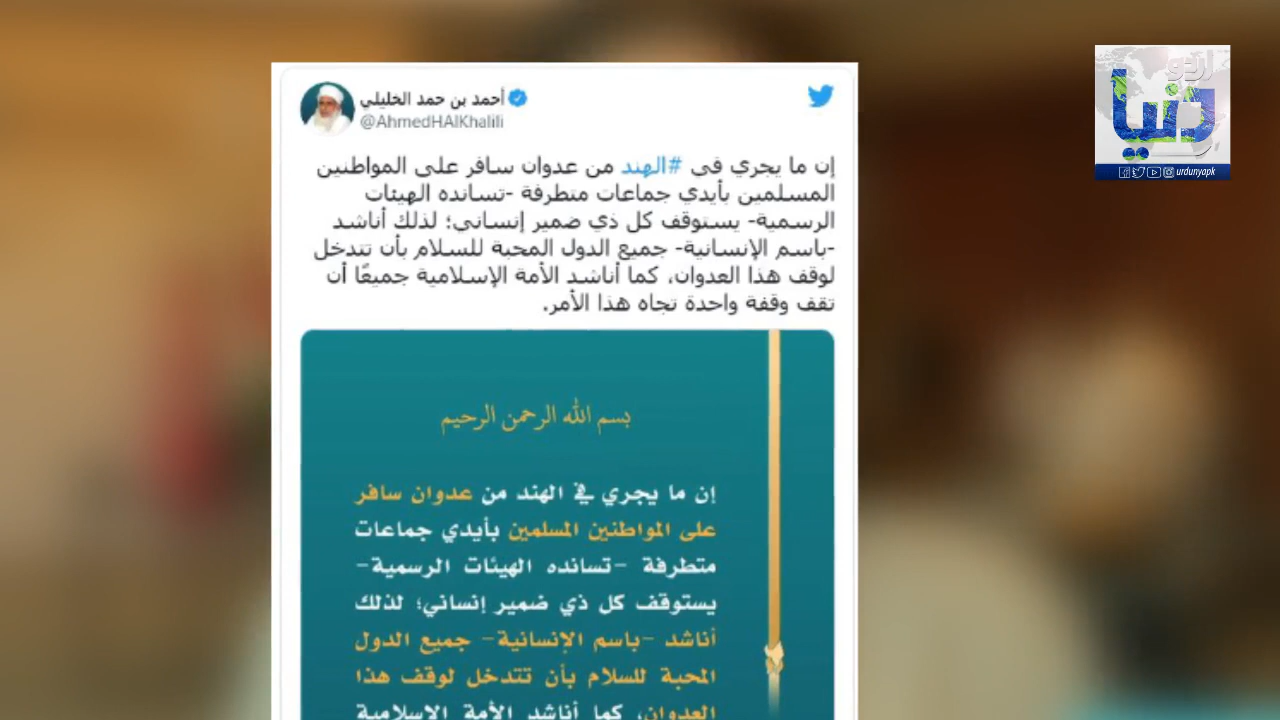 أحمد بن حمد الخليلي
@AhmedHAlKhalili
إن ما يجري في #الهند من عدوان سافر على المواطنين
المسلمين بأيدي جماعات متطرفة -تسانده الهيئات
الرسمية- يستوقف كل ذي ضمير إنساني؛ لذلك أناشد
-باسم الإنسانية- جميع الدول المحبة للسلام بأن تتدخل
لوقف هذا العدوان، كما أناشد الأمة الإسلامية جميعًا أن
تقف وقفة واحدة تجاه هذا الأمر.
بسم الله الرحمن الرحيم
إن ما يجري في الهند من عدوان سافر
على المواطنين المسلمين بأيدي جماعات
متطرفة -تسانده الهيئات الرسمية-
يستوقف كل ذي ضمير إنساني؛ لذلك
أناشد -باسم الإنسانية- جميع الدول
المحبة للسلام بأن تتدخل لوقف هذا
العدوان، كما أناشد الأمة الإسلامية
اردو
دنیا
urdunyapk